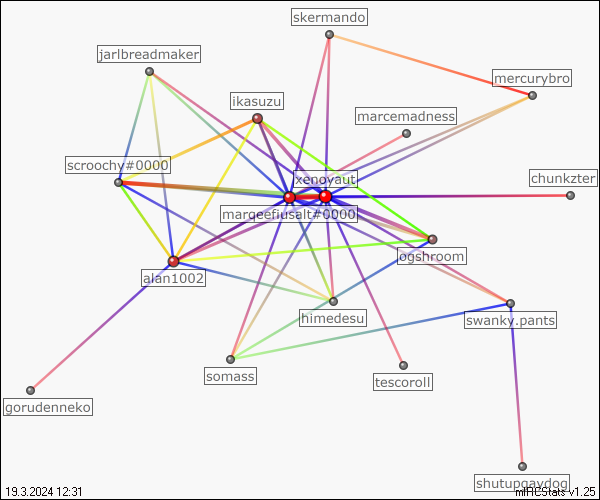 skermando
jarlbreadmaker
mercurybro
ikasuzu
marcemadness
scroochy#0000
xenoyaut
chunkzter
marqeefiusalt#0000
ogshroom
alan1002
himedesu
swanky.pants
somass
tescoroll
gorudenneko
shutupgaydog
19.3.2024 12:31
mIRCStats v1.25